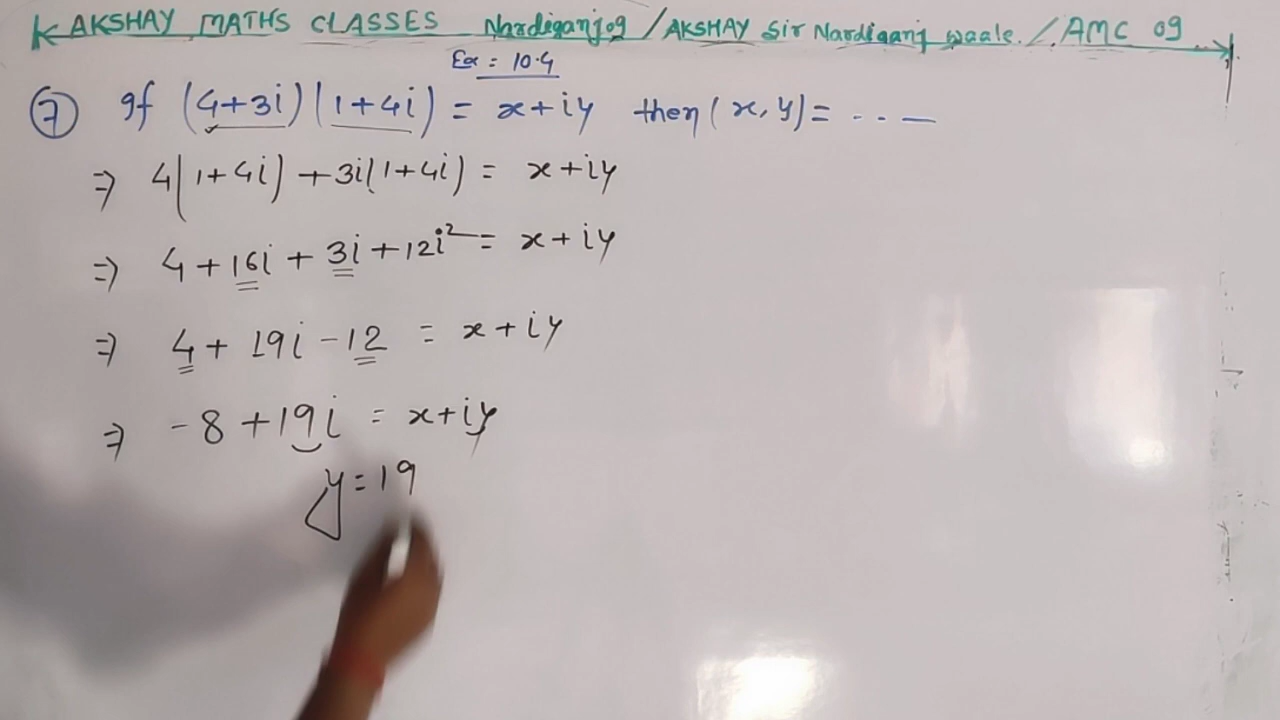 AKSHAY MATHS CLASSES Nardiganj09 / AKSHAY Sir Nardiganj waale. / AMC 09
Ex : 10.4
7 If (4+3i)(1+4i) = x+iy then (x,y) = ...
⇒ 4(1+4i)+3i(1+4i) = x+iy
⇒ 4+16i+3i+12i² = x+iy
⇒ 4+19i-12 = x+iy
⇒ -8+19i = x+iy
y=19